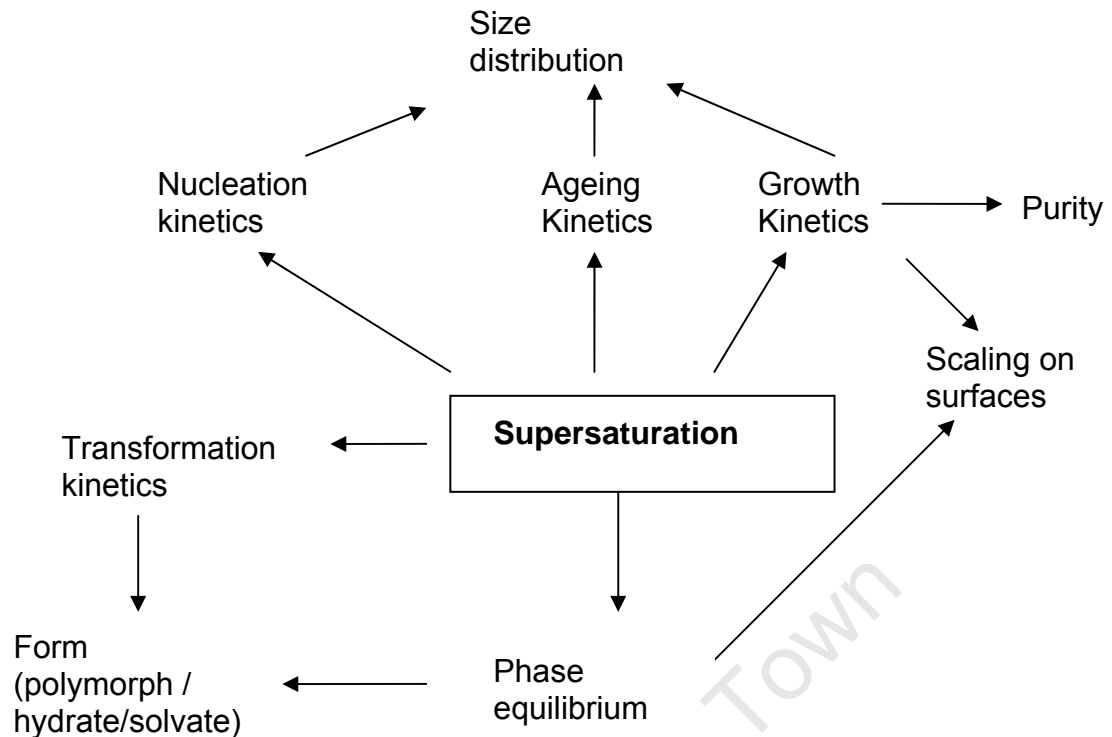 Size
distribution
Nucleation
kinetics
Ageing
Kinetics
Growth
Kinetics
Purity
Scaling on
surfaces
Supersaturation
Transformation
kinetics
Form
(polymorph /
hydrate/solvate)
Phase
equilibrium
Town